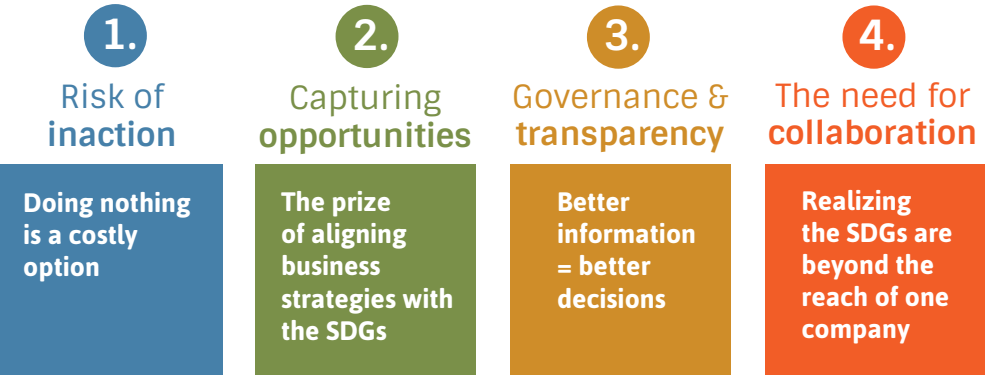 1.
Risk of
inaction
Doing nothing
is a costly
option
2.
Capturing
opportunities
The prize
of aligning
business
strategies with
the SDGs
3.
Governance &
transparency
Better
information
= better
decisions
4.
The need for
collaboration
Realizing
the SDGs are
beyond the
reach of one
company